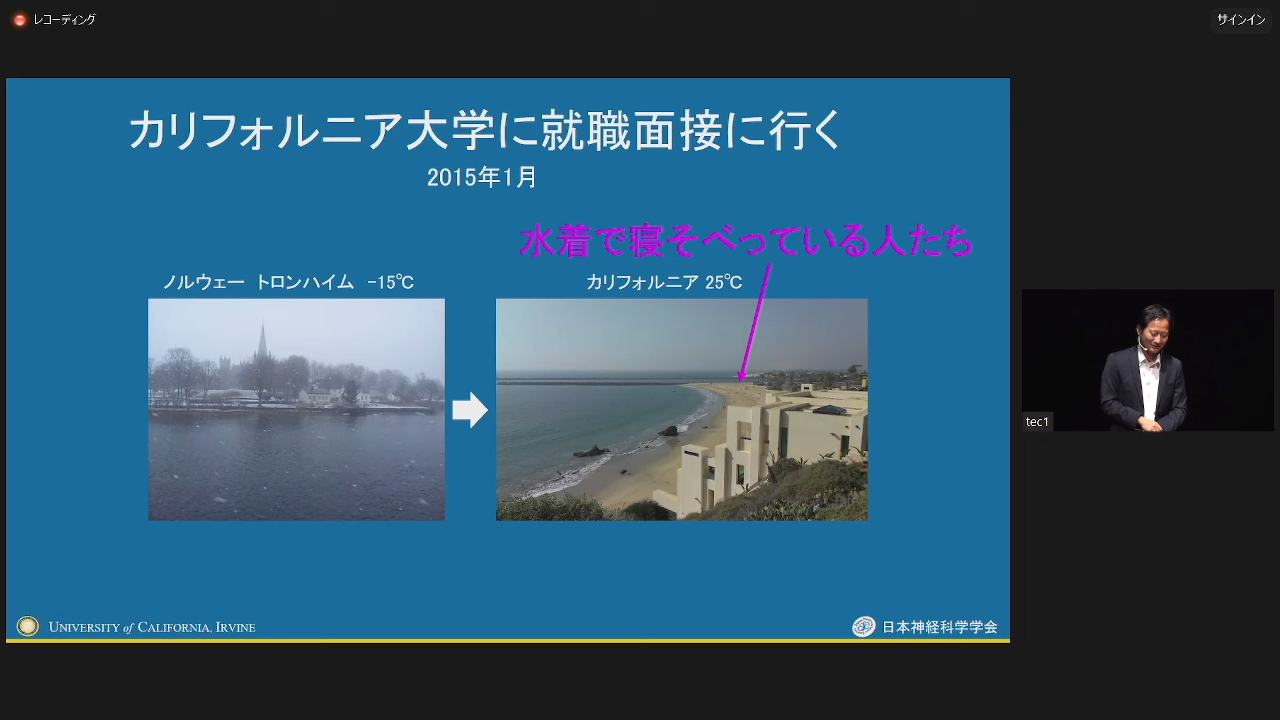 レコーディング
サインイン
カリフォルニア大学に就職面接に行く
2015年1月
水着で寝そべっている人たち
ノルウェー トロンハイム -15℃
カリフォルニア 25℃
tec1
UNIVERSITY of CALIFORNIA, IRVINE
日本神経科学学会